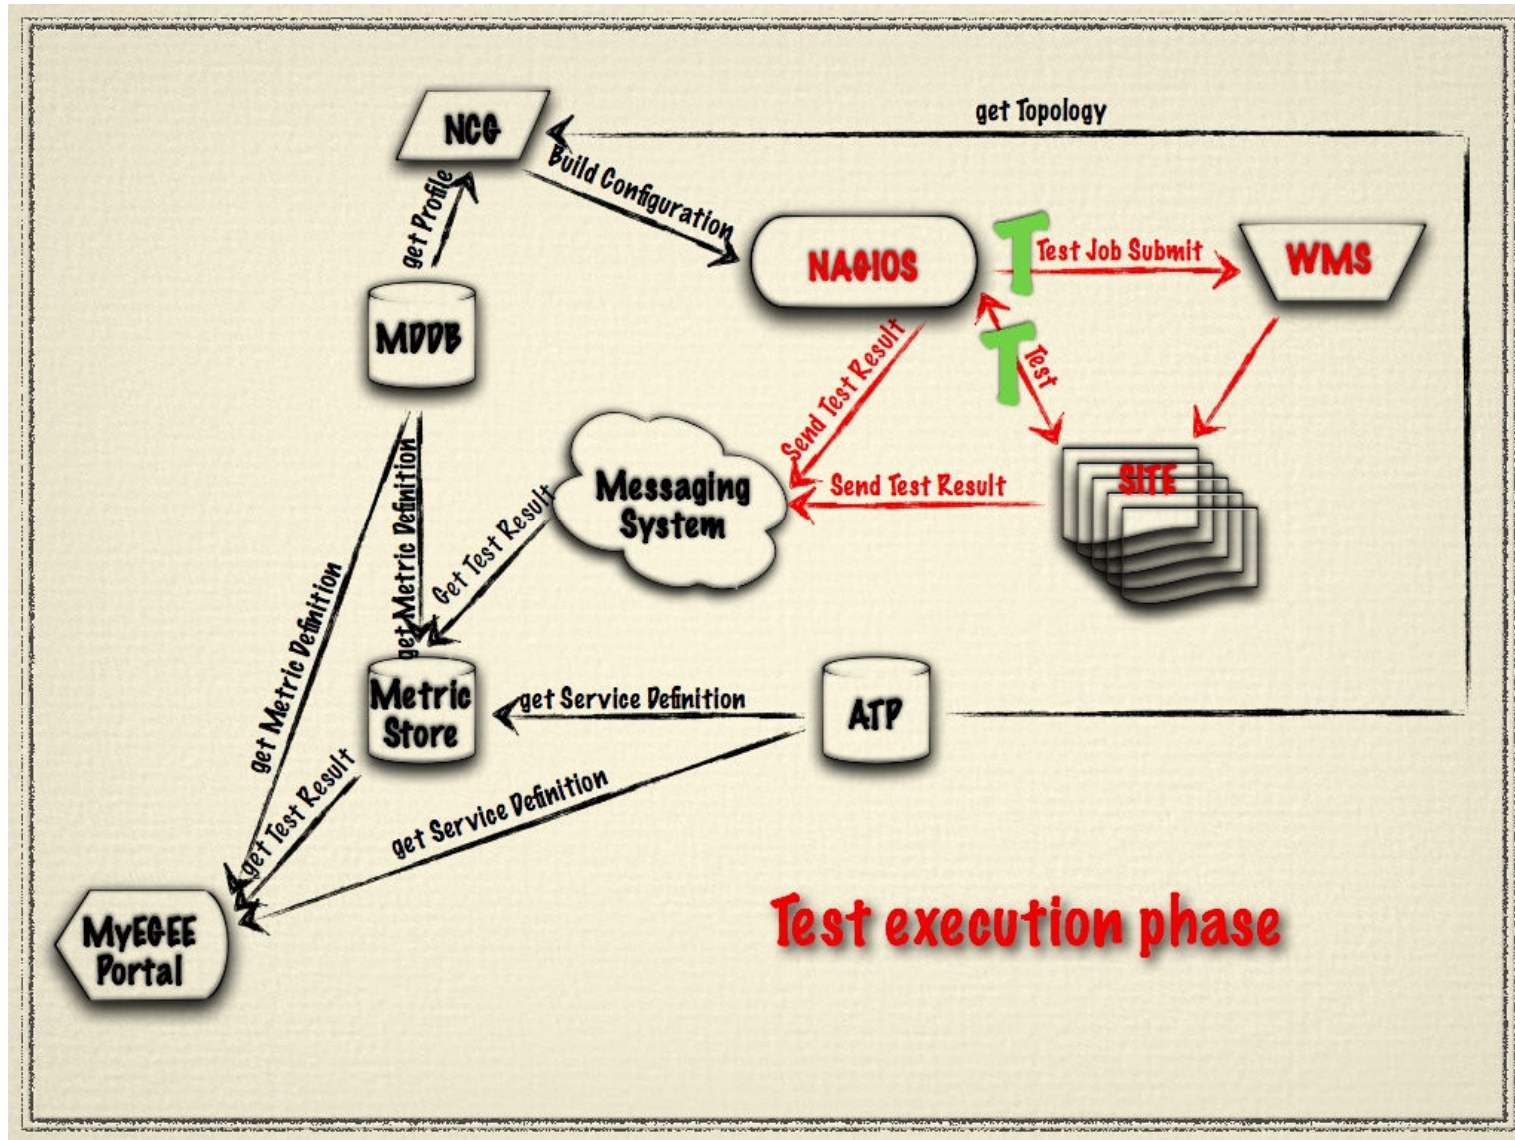 get Topology
NCG
Build Configuration
get Profile
NAGIOS
T
Test Job Submit
WMS
MDDB
T
Test
Send Test Result
SITE
Send Test Result
Messaging
System
get Metric Definition
Get Test Result
get Metric Definition
Metric
Store
get Service Definition
ATP
get Test Result
get Service Definition
MyEGEE
Portal
Test execution phase